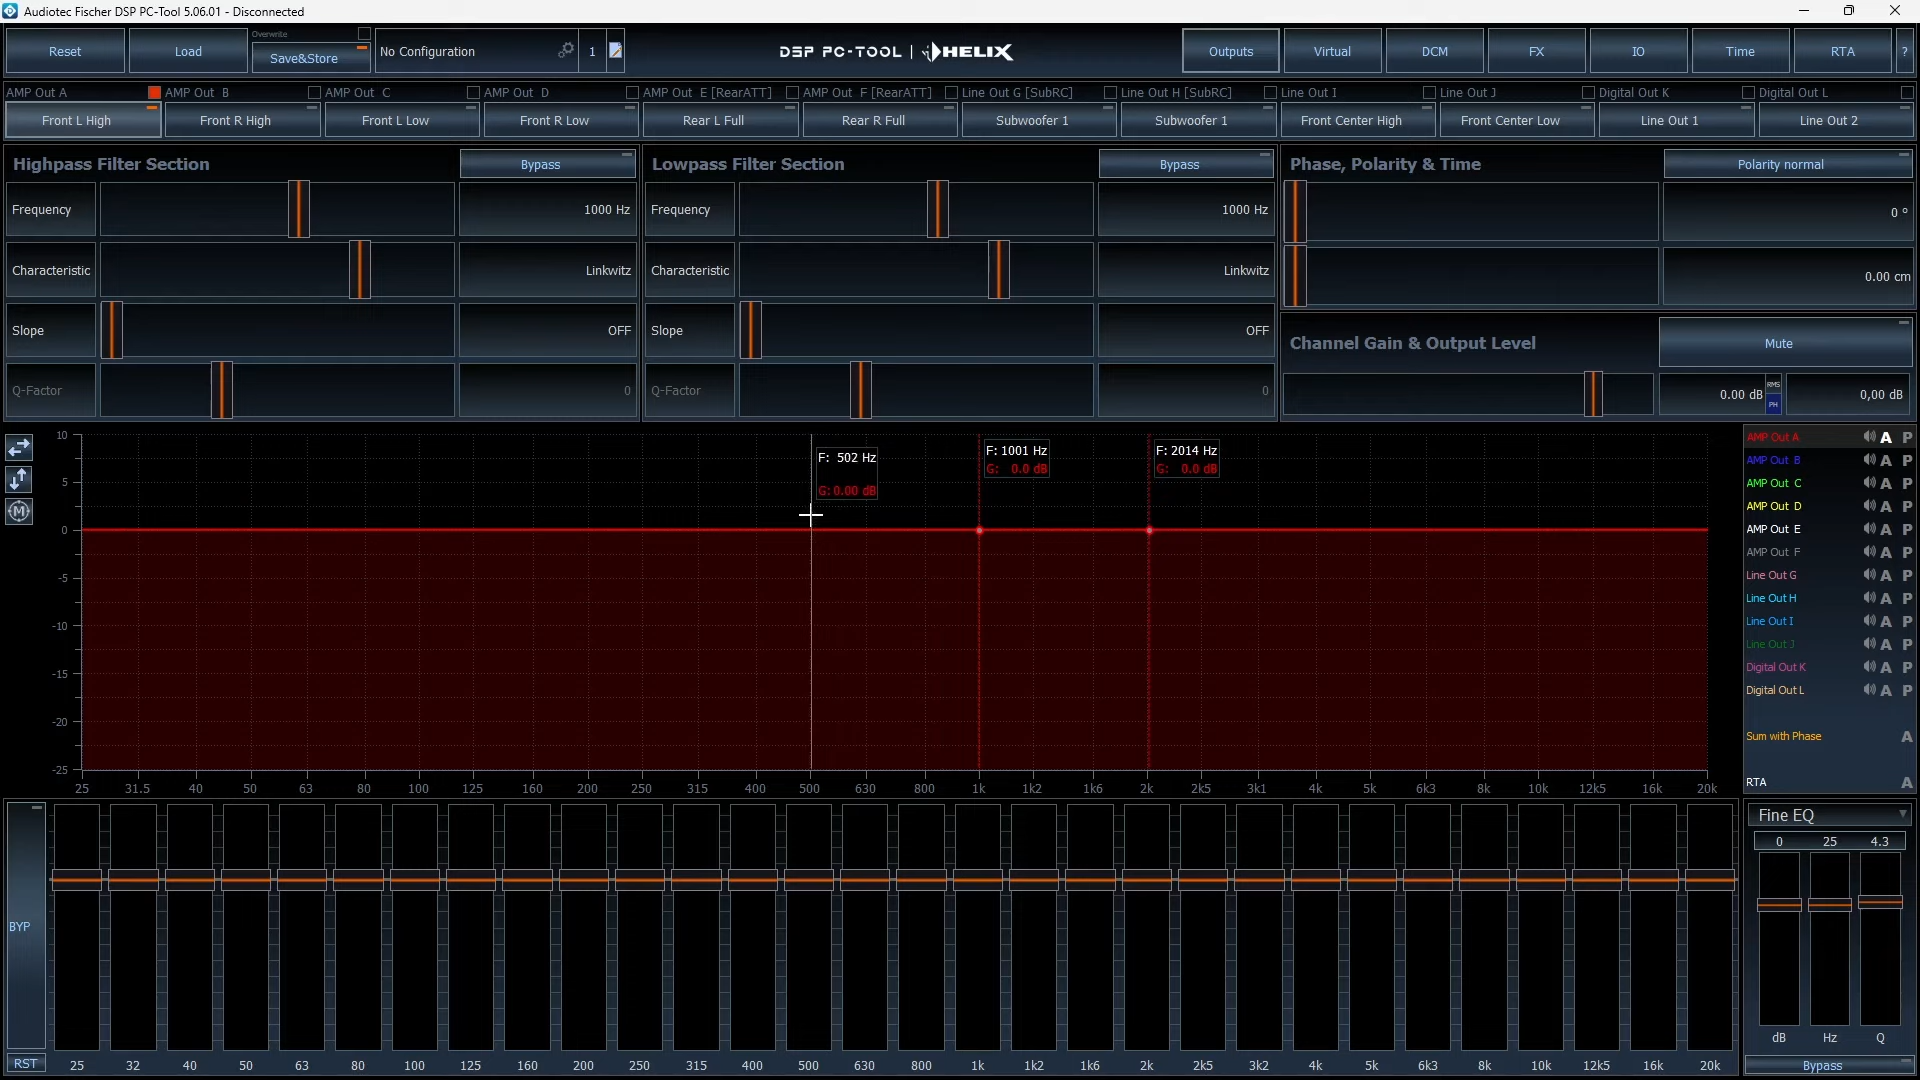 Audiotec Fischer DSP PC-Tool 5.06.01 - Disconnected
Reset
Load
Overwrite
Save&Store
No Configuration
1
DSP PC-TOOL | HELIX
Outputs
Virtual
DCM
FX
IO
Time
RTA
?
AMP Out A
AMP Out B
AMP Out C
AMP Out D
AMP Out E [RearATT]
AMP Out F [RearATT]
Line Out G [SubRC]
Line Out H [SubRC]
Line Out I
Line Out J
Digital Out K
Digital Out L
Front L High
Front R High
Front L Low
Front R Low
Rear L Full
Rear R Full
Subwoofer 1
Subwoofer 1
Front Center High
Front Center Low
Line Out 1
Line Out 2
Highpass Filter Section
Bypass
Frequency
1000 Hz
Characteristic
Linkwitz
Slope
OFF
Q-Factor
0
Lowpass Filter Section
Bypass
Frequency
1000 Hz
Characteristic
Linkwitz
Slope
OFF
Q-Factor
0
Phase, Polarity & Time
Polarity normal
0 °
0.00 cm
Channel Gain & Output Level
Mute
0.00 dB
RMS
PH
0,00 dB
M
10
5
0
-5
-10
-15
-20
-25
F: 502 Hz
G: 0.00 dB
F: 1001 Hz
G: 0.0 dB
F: 2014 Hz
G: 0.0 dB
25 31.5 40 50 63 80 100 125 160 200 250 315 400 500 630 800 1k 1k2 1k6 2k 2k5 3k1 4k 5k 6k3 8k 10k 12k5 16k 20k
AMP Out A A P
AMP Out B A P
AMP Out C A P
AMP Out D A P
AMP Out E A P
AMP Out F A P
Line Out G A P
Line Out H A P
Line Out I A P
Line Out J A P
Digital Out K A P
Digital Out L A P
Sum with Phase A
RTA A
BYP
RST
25 32 40 50 63 80 100 125 160 200 250 315 400 500 630 800 1k 1k2 1k6 2k 2k5 3k2 4k 5k 6k3 8k 10k 12k5 16k 20k
Fine EQ
0 25 4.3
dB Hz Q
Bypass